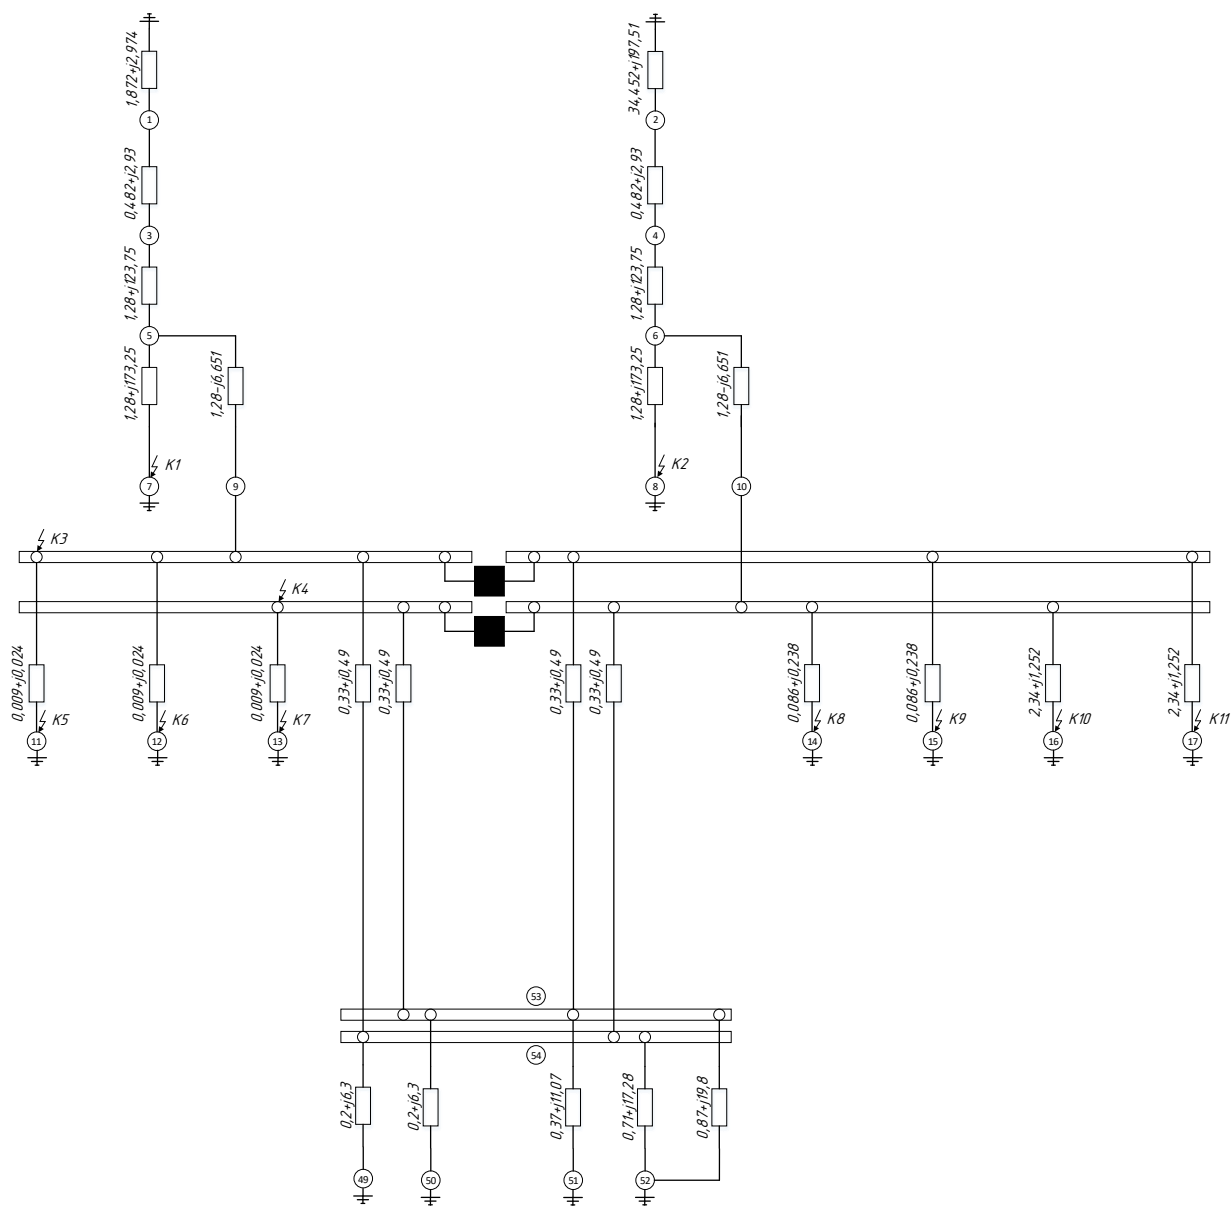 1,872+j2,974
34,452+j197,51
1
2
0,482+j2,93
0,482+j2,93
3
4
1,28+j123,75
1,28+j123,75
5
6
1,28+j173,25
1,28-j6,651
1,28+j173,25
1,28-j6,651
K1
K2
7
9
8
10
K3
K4
0,009+j0,024
0,009+j0,024
0,009+j0,024
0,33+j0,49
0,33+j0,49
0,33+j0,49
0,33+j0,49
0,086+j0,238
0,086+j0,238
2,34+j1,252
2,34+j1,252
K5
K6
K7
K8
K9
K10
K11
11
12
13
14
15
16
17
53
54
0,2+j6,3
0,2+j6,3
0,37+j11,07
0,71+j17,28
0,87+j19,8
49
50
51
52